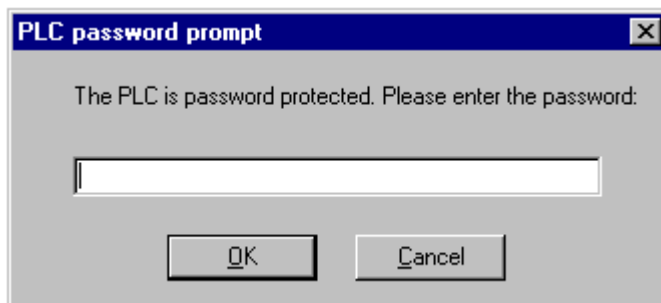 PLC password prompt
The PLC is password protected. Please enter the password:
OK
Cancel